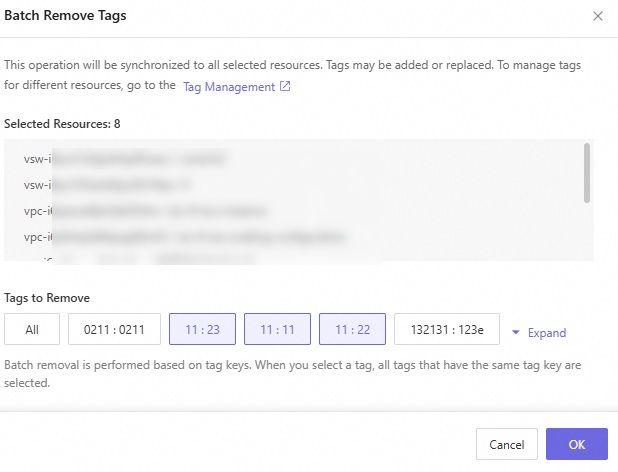 Batch Remove Tags
This operation will be synchronized to all selected resources. Tags may be added or replaced. To manage tags
for different resources, go to the Tag Management
Selected Resources: 8
vsw-i
vsw-i
vpc-i
vpc-i
Tags to Remove
All 0211 : 0211 11 : 23 11 : 11 11 : 22 132131 : 123e Expand
Batch removal is performed based on tag keys. When you select a tag, all tags that have the same tag key are
selected.
Cancel OK